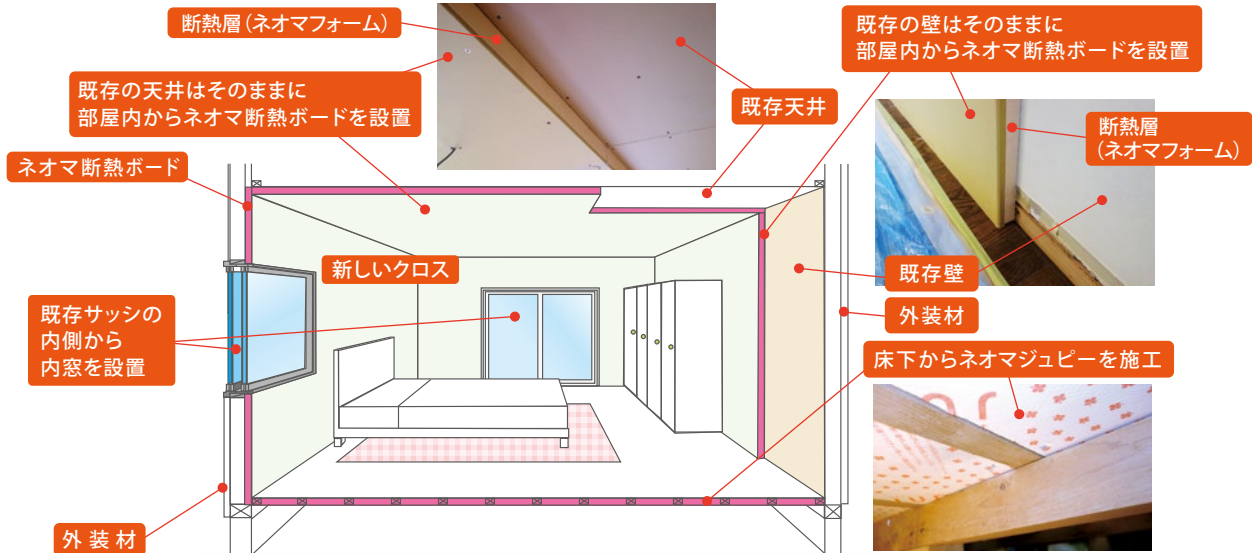 断熱層（ネオマフォーム）
既存の天井はそのままに
部屋内からネオマ断熱ボードを設置
ネオマ断熱ボード
既存天井
既存の壁はそのままに
部屋内からネオマ断熱ボードを設置
断熱層
（ネオマフォーム）
新しいクロス
既存壁
既存サッシの
内側から
内窓を設置
外装材
床下からネオマジュピーを施工
外装材